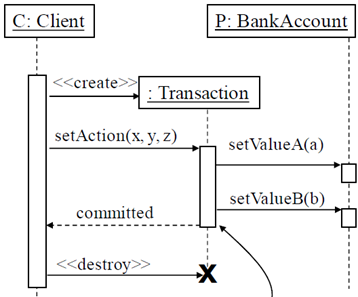 C: Client
P: BankAccount
<<create>>
: Transaction
setAction(x, y, z)
setValueA(a)
setValueB(b)
committed
<<destroy>>
X